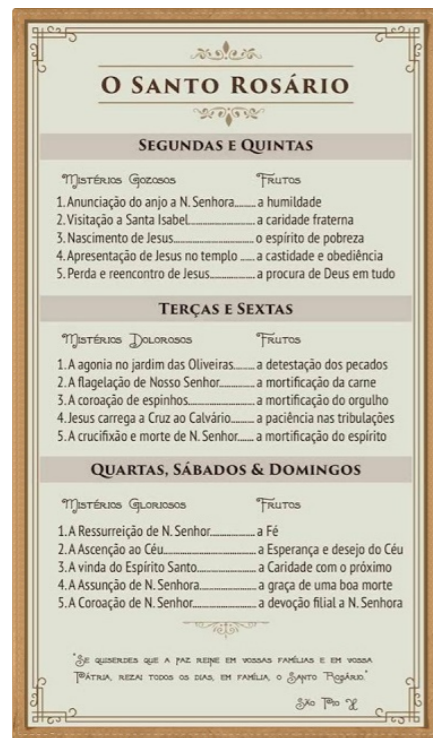 O Santo Rosário
Segundas e Quintas
Mistérios Gozosos Frutos
1. Anunciação do anjo a N. Senhora......... a humildade
2. Visitação a Santa Isabel......................... a caridade fraterna
3. Nascimento de Jesus............................. o espírito de pobreza
4. Apresentação de Jesus no templo ...... a castidade e obediência
5. Perda e reencontro de Jesus................. a procura de Deus em tudo
Terças e Sextas
Mistérios Dolorosos Frutos
1. A agonia no jardim das Oliveiras......... a detestação dos pecados
2. A flagelação de Nosso Senhor.............. a mortificação da carne
3. A coroação de espinhos........................ a mortificação do orgulho
4. Jesus carrega a Cruz ao Calvário.......... a paciência nas tribulações
5. A crucifixão e morte de N. Senhor....... a mortificação do espírito
Quartas, Sábados & Domingos
Mistérios Gloriosos Frutos
1. A Ressurreição de N. Senhor................. a Fé
2. A Ascenção ao Céu................................. a Esperança e desejo do Céu
3. A vinda do Espírito Santo...................... a Caridade com o próximo
4. A Assunção de N. Senhora..................... a graça de uma boa morte
5. A Coroação de N. Senhor....................... a devoção filial a N. Senhora
"Se quiserdes que a paz reine em vossas famílias e em vossa
Pátria, rezai todos os dias, em família, o Santo Rosário."
São Pio X